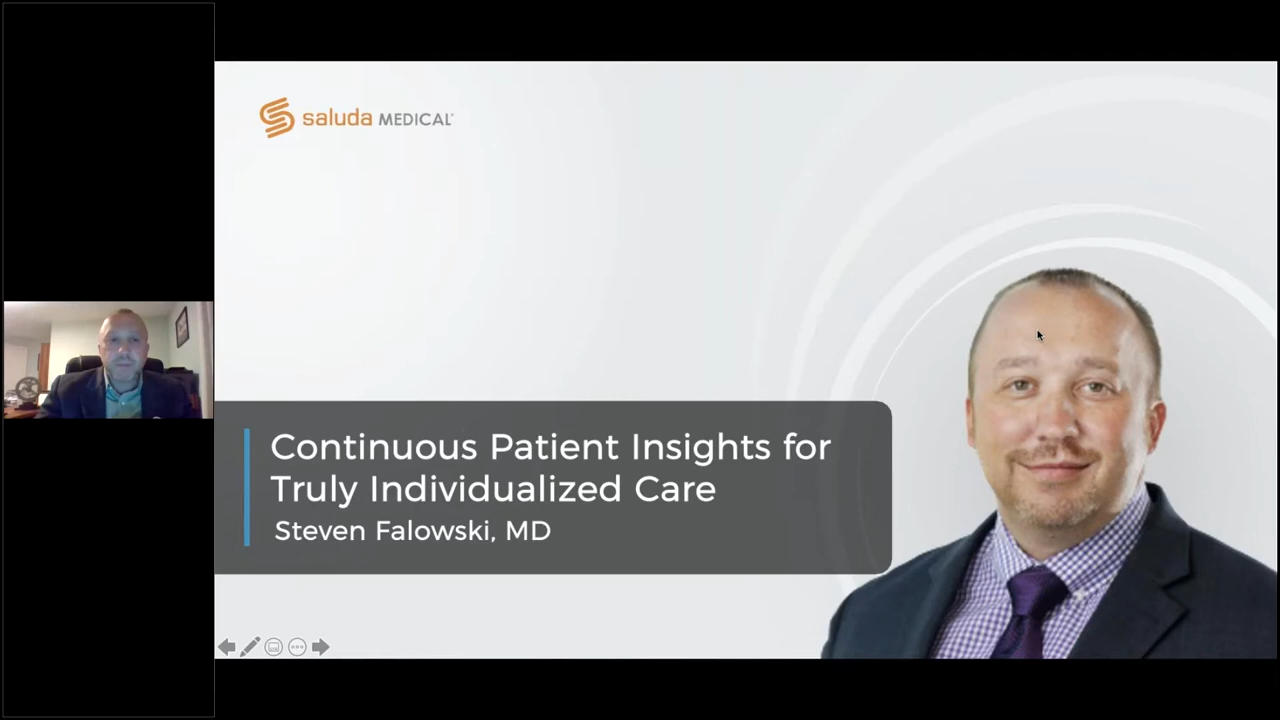 saluda MEDICAL
Continuous Patient Insights for
Truly Individualized Care
Steven Falowski, MD